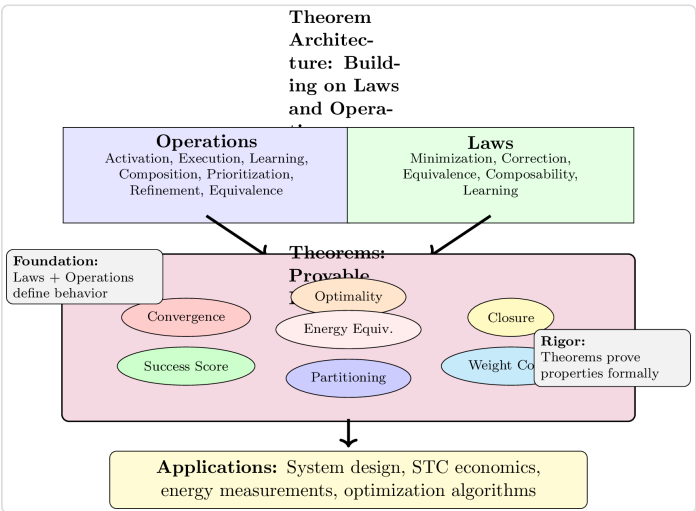 Theorem
Architec-
ture: Build-
ing on Laws
and Opera-
Operations
Activation, Execution, Learning,
Composition, Prioritization,
Refinement, Equivalence
Laws
Minimization, Correction,
Equivalence, Composability,
Learning
Foundation:
Laws + Operations
define behavior
Theorems:
Provable
Optimality
Convergence
Energy Equiv.
Closure
Success Score
Partitioning
Weight Co
Rigor:
Theorems prove
properties formally
Applications: System design, STC economics,
energy measurements, optimization algorithms